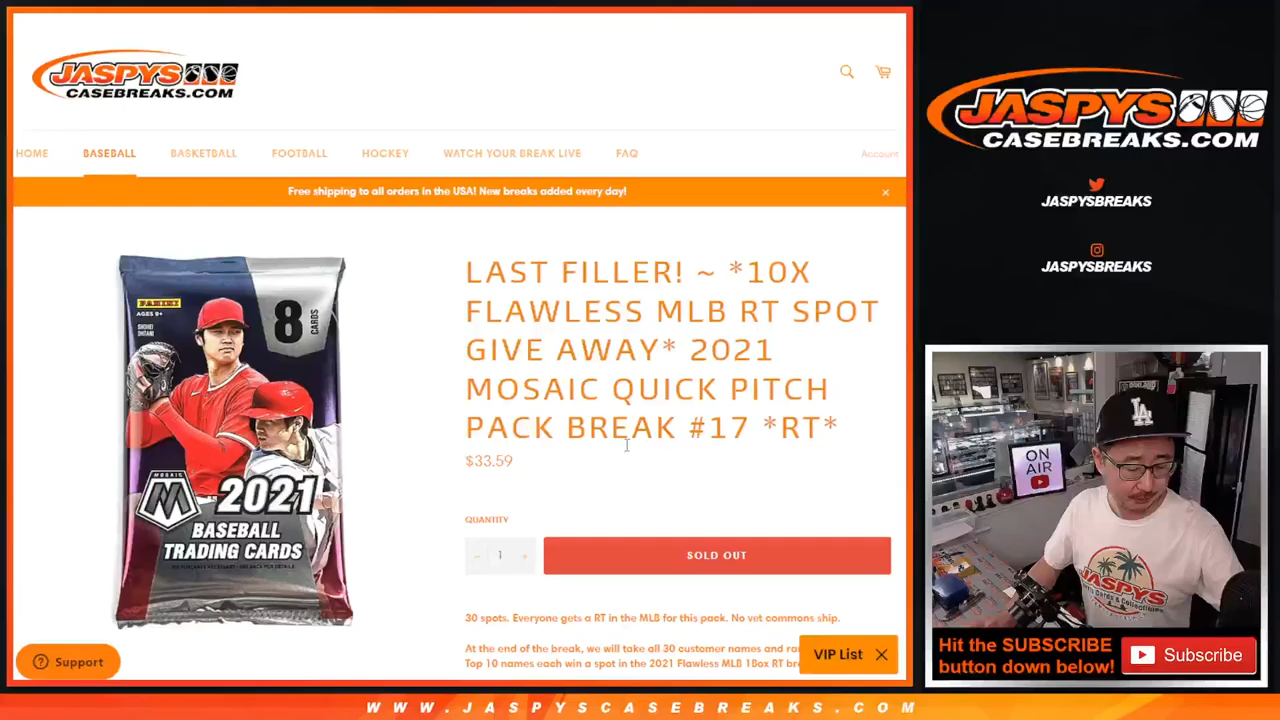 JASPYS
CASEBREAKS.COM
HOME BASEBALL BASKETBALL FOOTBALL HOCKEY WATCH YOUR BREAK LIVE FAQ Account
Free shipping to all orders in the USA! New breaks added every day! ×
PANINI
AGES 9+
SHOHEI
OHTANI
8
CARDS
M
MOSAIC
2021
BASEBALL
TRADING CARDS
LAST FILLER! ~ *10X
FLAWLESS MLB RT SPOT
GIVE AWAY* 2021
MOSAIC QUICK PITCH
PACK BREAK #17 *RT*
$33.59
QUANTITY
- 1 +
SOLD OUT
30 spots. Everyone gets a RT in the MLB for this pack. No vet commons ship.
At the end of the break, we will take all 30 customer names and
Top 10 names each win a spot in the 2021 Flawless MLB 1Box RT
Support
VIP List
JASPYS
CASEBREAKS.COM
JASPYSBREAKS
JASPYSBREAKS
ON
AIR
LA
JASPYS
Hit the SUBSCRIBE
button down below!
Subscribe
WWW.JASPYSCASEBREAKS.COM